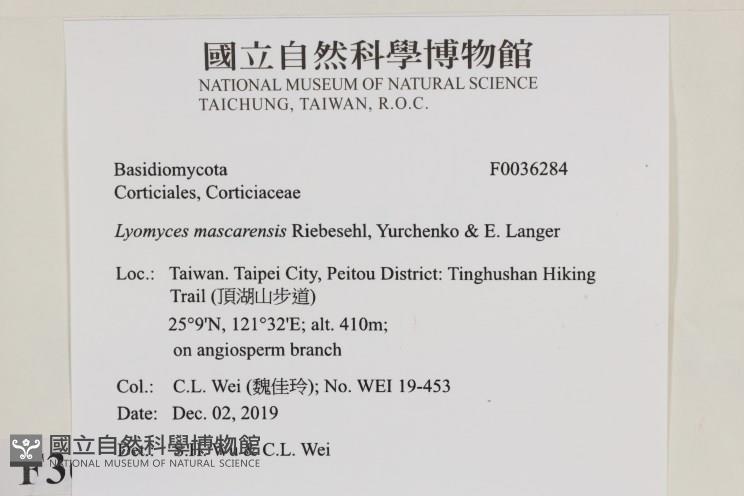 國立自然科學博物館
NATIONAL MUSEUM OF NATURAL SCIENCE
TAICHUNG, TAIWAN, R.O.C.
Basidiomycota F0036284
Corticiales, Corticiaceae
Lyomyces mascarensis Riebesehl, Yurchenko & E. Langer
Loc.: Taiwan. Taipei City, Peitou District: Tinghushan Hiking
Trail (頂湖山步道)
25°9'N, 121°32'E; alt. 410m;
on angiosperm branch
Col.: C.L. Wei (魏佳玲); No. WEI 19-453
Date: Dec. 02, 2019
Det.: S.H. Wu & C.L. Wei
國立自然科學博物館
NATIONAL MUSEUM OF NATURAL SCIENCE